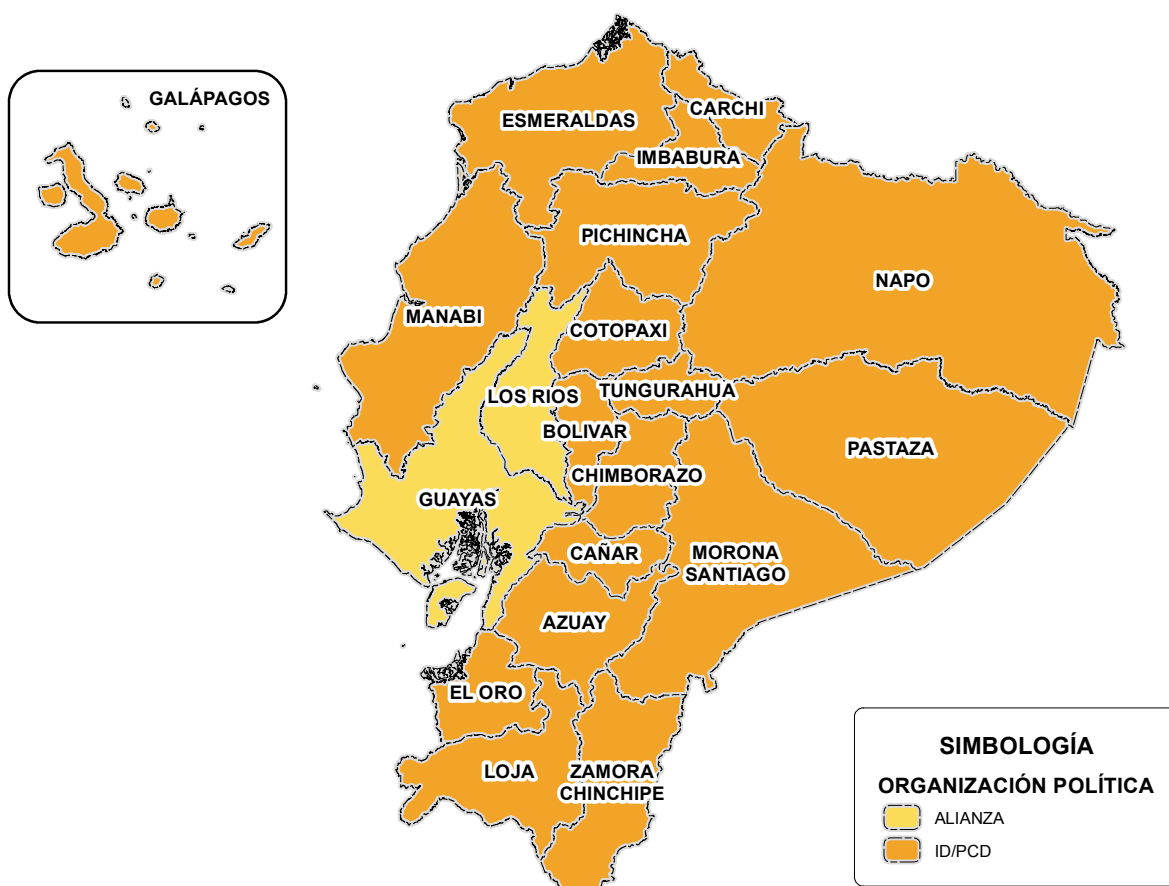 GALÁPAGOS
ESMERALDAS
CARCHI
IMBABURA
PICHINCHA
NAPO
MANABI
COTOPAXI
TUNGURAHUA
LOS RIOS
BOLIVAR
PASTAZA
CHIMBORAZO
GUAYAS
CAÑAR
MORONA
SANTIAGO
AZUAY
EL ORO
LOJA
ZAMORA
CHINCHIPE
SIMBOLOGÍA
ORGANIZACIÓN POLÍTICA
ALIANZA
ID/PCD